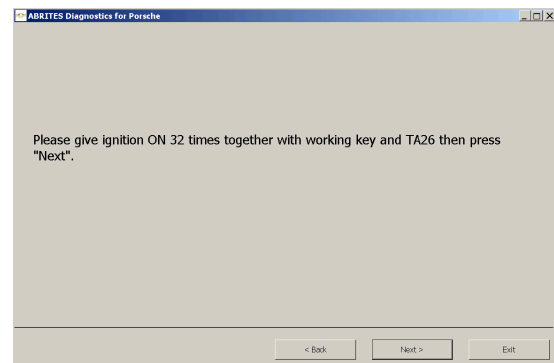 ABRITES Diagnostics for Porsche
Please give ignition ON 32 times together with working key and TA26 then press
"Next".
< Back
Next >
Exit